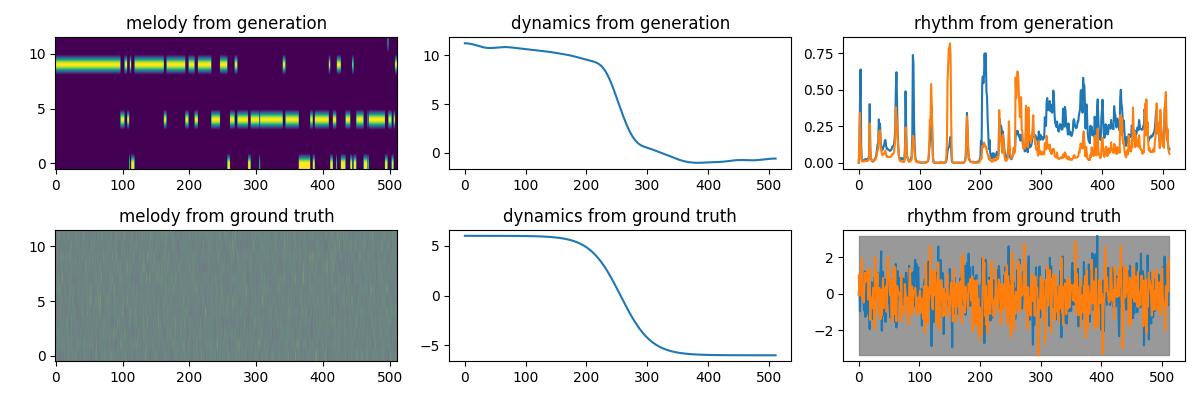 melody from generation
dynamics from generation
rhythm from generation
10
5
0
0 100 200 300 400 500
10
5
0
0 100 200 300 400 500
0.75
0.50
0.25
0.00
0 100 200 300 400 500
melody from ground truth
dynamics from ground truth
rhythm from ground truth
10
5
0
0 100 200 300 400 500
5
0
−5
0 100 200 300 400 500
2
0
−2
0 100 200 300 400 500